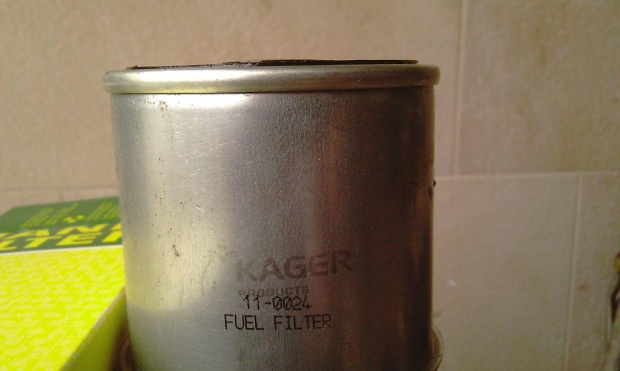 KAGER
PRODUCTS
11-0024
FUEL FILTER